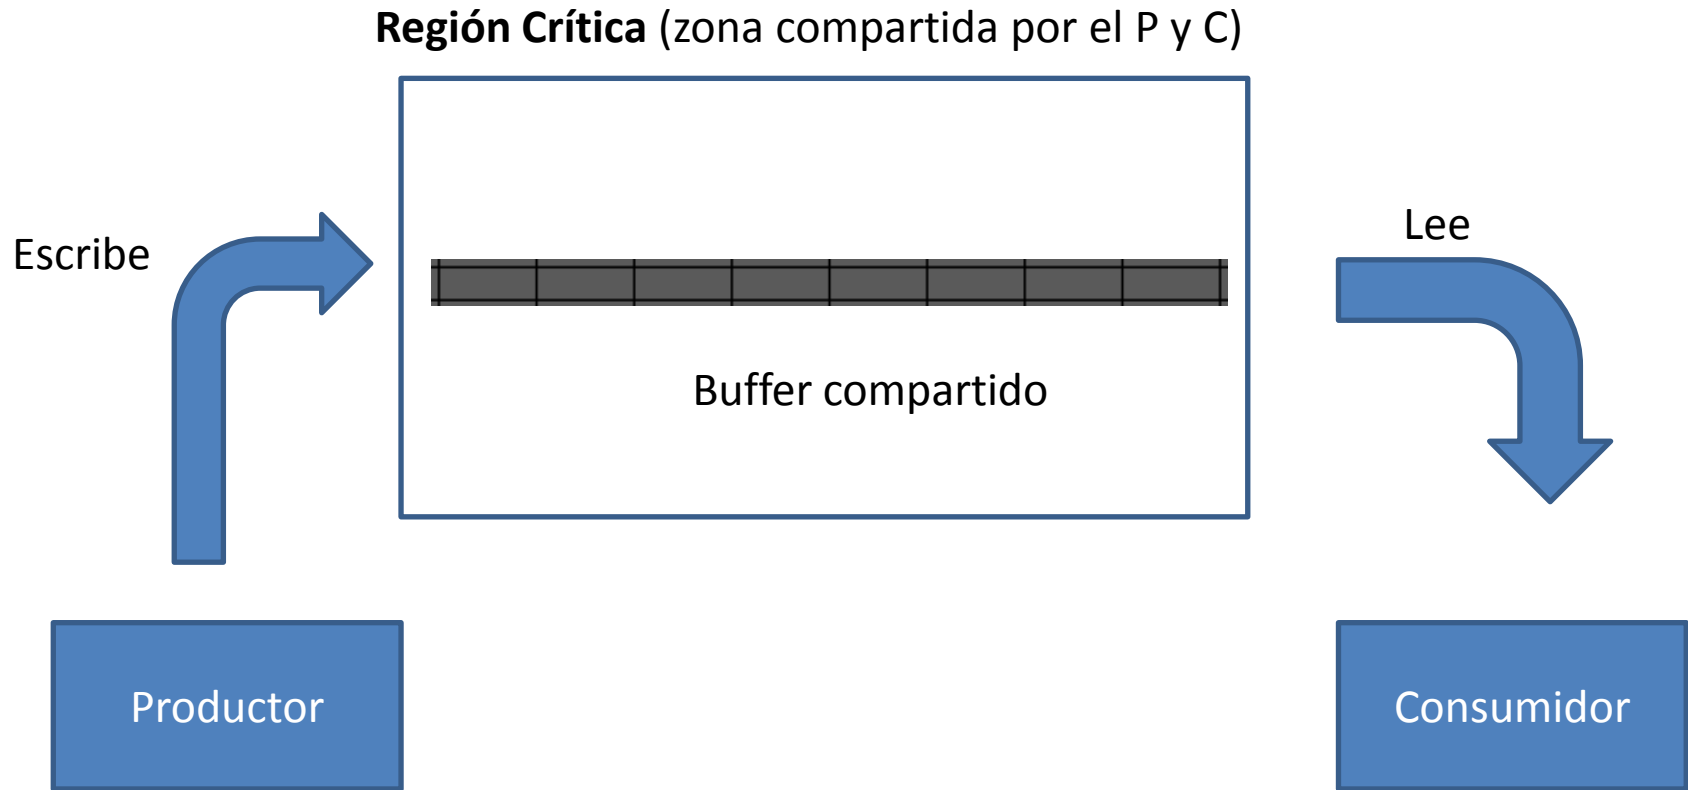 Región Crítica (zona compartida por el P y C)
Escribe
Lee
Buffer compartido
Productor
Consumidor